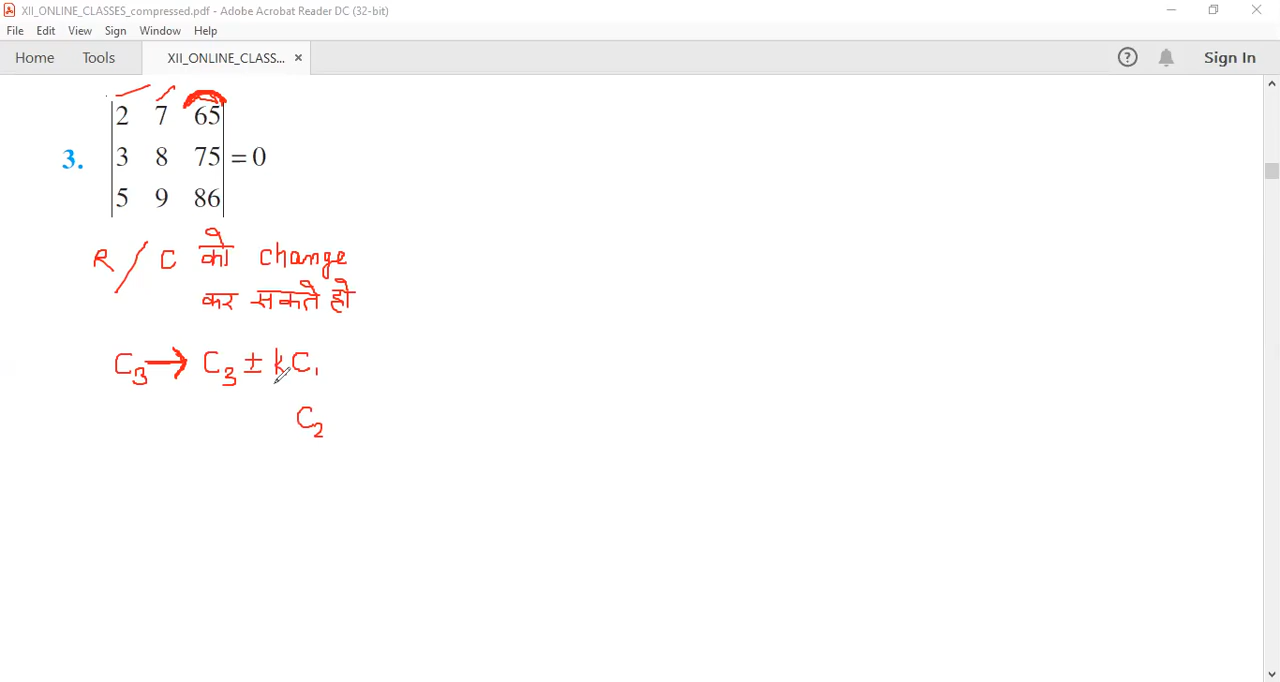 XII_ONLINE_CLASSES_compressed.pdf - Adobe Acrobat Reader DC (32-bit)
File Edit View Sign Window Help
Home Tools XII_ONLINE_CLASS... × Sign In
2 7 65
3. 3 8 75 = 0
5 9 86
R / C को change
कर सकते हो
C₃ → C₃ ± kC₁
C₂